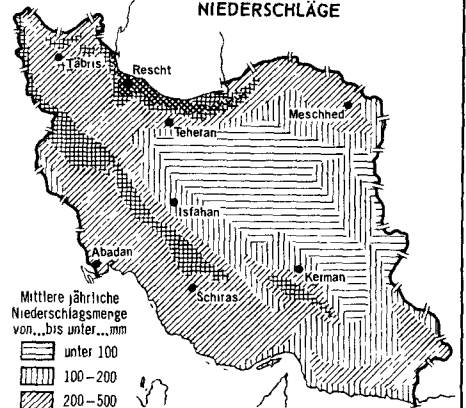 NIEDERSCHLÄGE
Täbris
Rescht
Teheran
Meschhed
Isfahan
Abadan
Kerman
Schiras
Mittlere jährliche
Niederschlagsmenge
von...bis unter...mm
unter 100
100-200
200-500